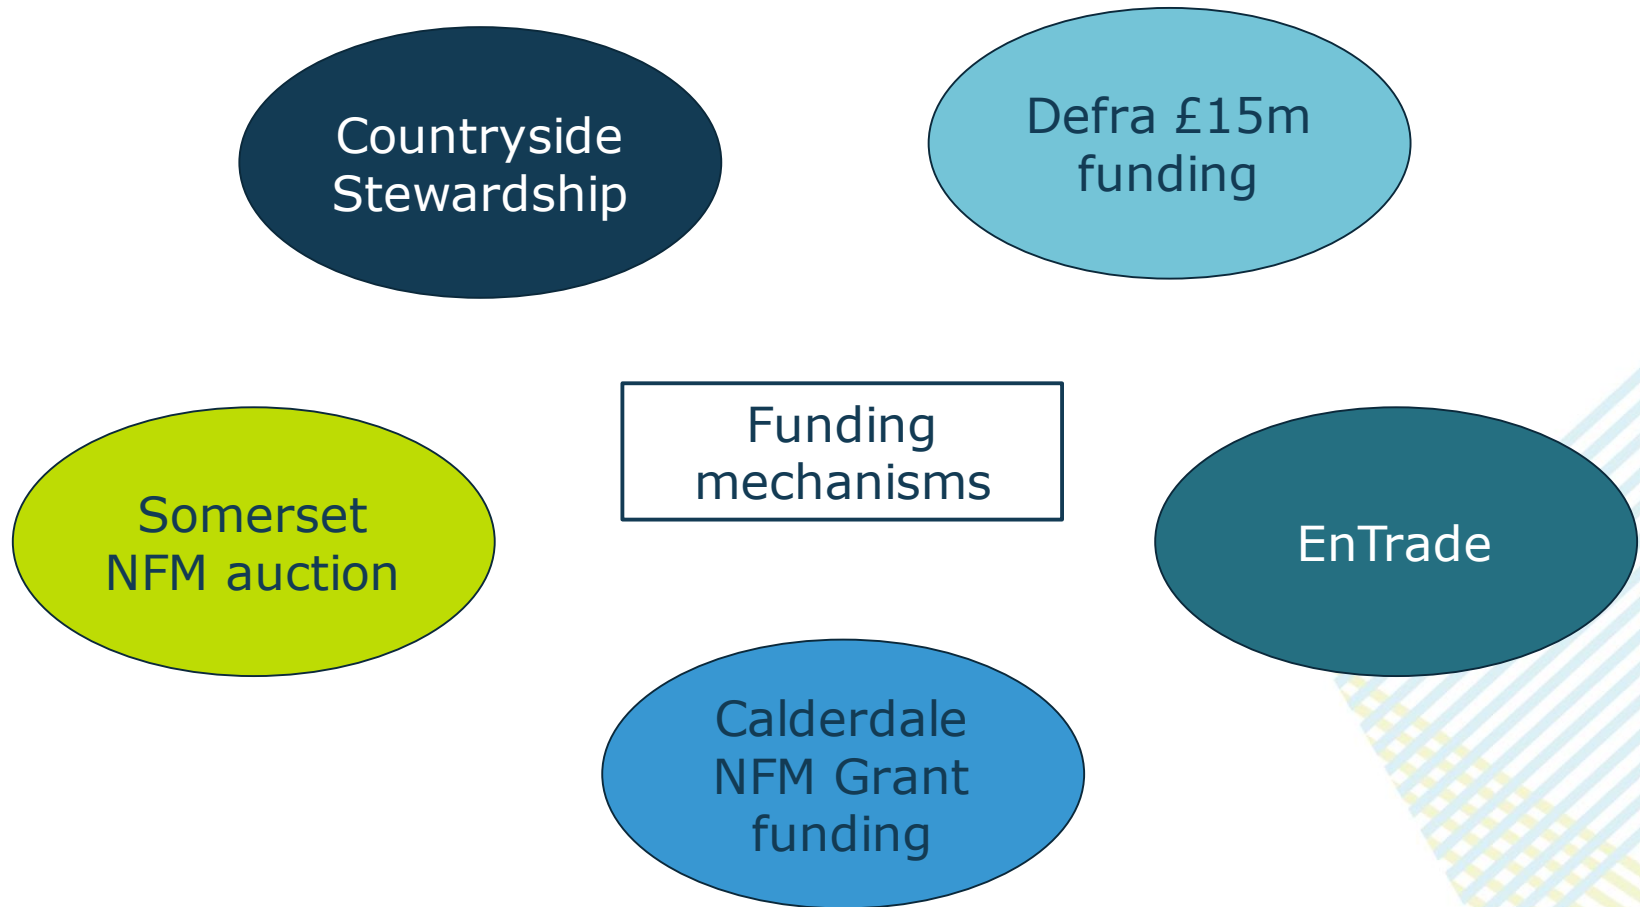 Countryside
Stewardship
Defra £15m
funding
Funding
mechanisms
Somerset
NFM auction
EnTrade
Calderdale
NFM Grant
funding